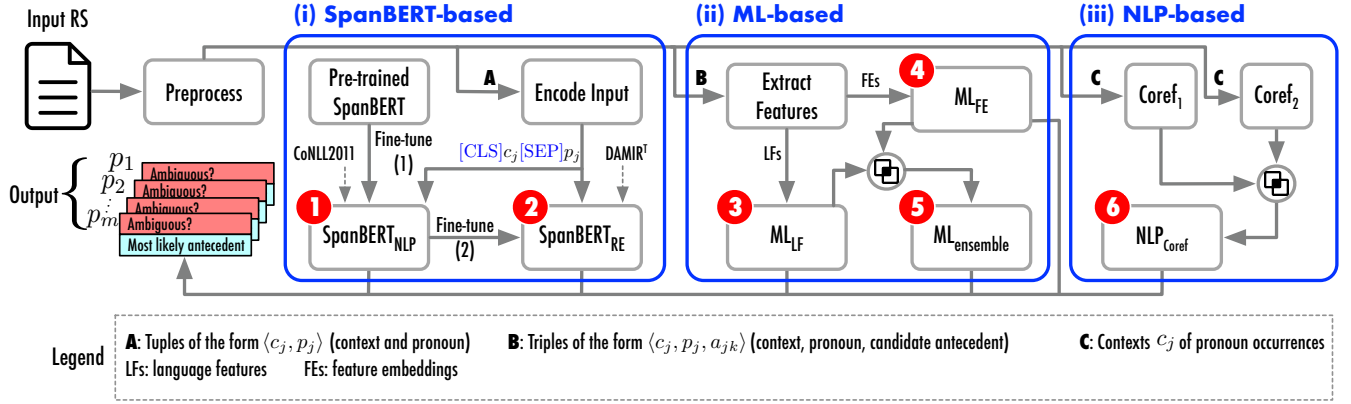 Input RS
(i) SpanBERT-based
(ii) ML-based
(iii) NLP-based
Preprocess
Pre-trained
SpanBERT
A
Encode Input
B
Extract
Features
FEs
4
ML_FE
C
Coref_1
C
Coref_2
CoNLL2011
Fine-tune
(1)
[CLS]c_j[SEP]p_j
DAMIR^T
LFs
Output
p_1
p_2
⋮
p_m
Ambiguous?
Ambiguous?
Ambiguous?
Ambiguous?
Most likely antecedent
1
SpanBERT_NLP
Fine-tune
(2)
2
SpanBERT_RE
3
ML_LF
5
ML_ensemble
6
NLP_Coref
Legend
A: Tuples of the form ⟨c_j, p_j⟩ (context and pronoun)
B: Triples of the form ⟨c_j, p_j, a_jk⟩ (context, pronoun, candidate antecedent)
C: Contexts c_j of pronoun occurrences
LFs: language features
FEs: feature embeddings